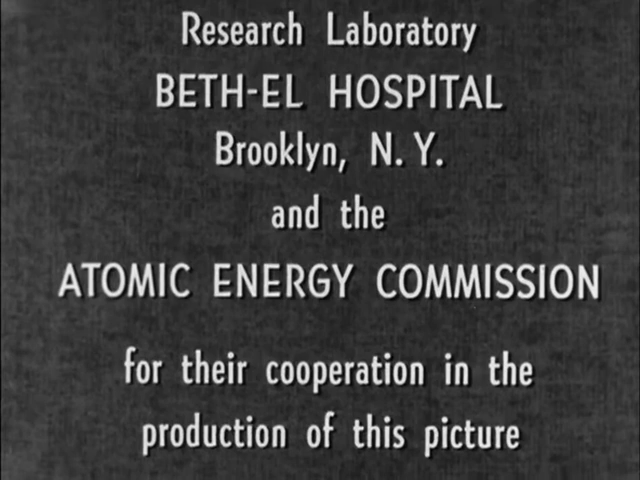 Research Laboratory
BETH-EL HOSPITAL
Brooklyn, N. Y.
and the
ATOMIC ENERGY COMMISSION
for their cooperation in the
production of this picture